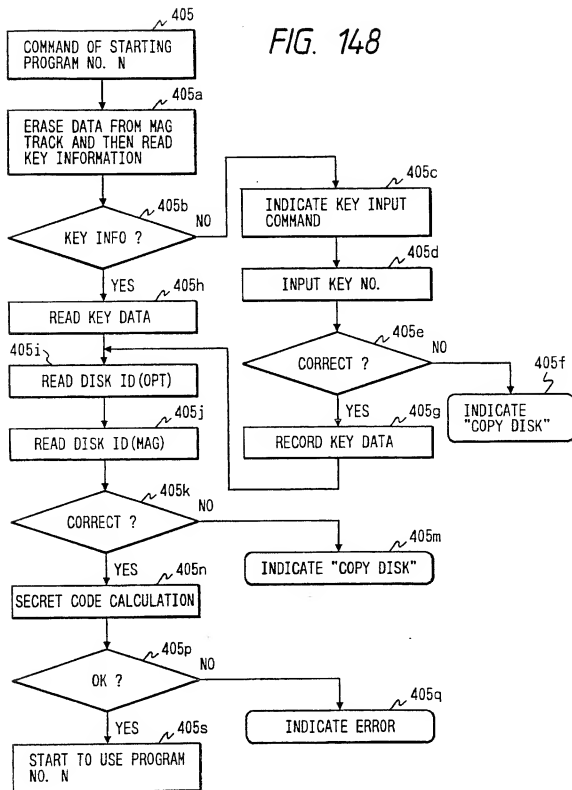 FIG. 148
405
COMMAND OF STARTING
PROGRAM NO. N
405a
ERASE DATA FROM MAG
TRACK AND THEN READ
KEY INFORMATION
405b
KEY INFO ?
NO
YES
405c
INDICATE KEY INPUT
COMMAND
405d
INPUT KEY NO.
405e
CORRECT ?
NO
YES
405f
INDICATE
"COPY DISK"
405g
RECORD KEY DATA
405h
READ KEY DATA
405i
READ DISK ID(OPT)
405j
READ DISK ID(MAG)
405k
CORRECT ?
NO
YES
405m
INDICATE "COPY DISK"
405n
SECRET CODE CALCULATION
405p
OK ?
NO
YES
405q
INDICATE ERROR
405s
START TO USE PROGRAM
NO. N